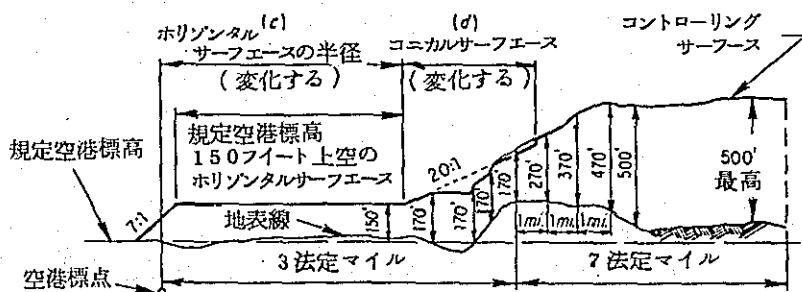 (c)
ホリゾンタル
サーフエースの半径
(変化する)
(d)
コニカルサーフエース
(変化する)
コントローリング
サーフース
規定空港標高
規定空港標高
150フイート上空の
ホリゾンタルサーフエース
7:1
20:1
地表線
150'
170'
170'
170'
170'
270'
370'
470'
500'
500'
最高
1mi.
1mi.
1mi.
空港標点
3法定マイル
7法定マイル